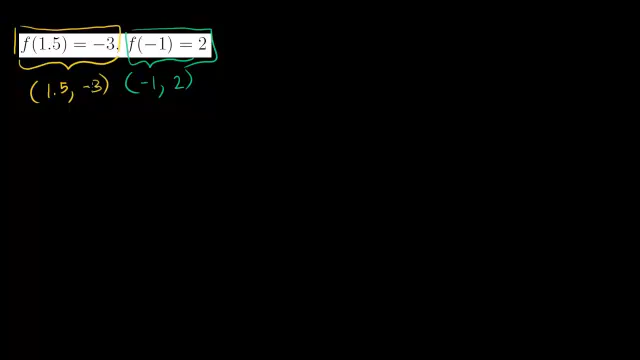 f(1.5) = −3, f(−1) = 2
(1.5, -3) (-1, 2)